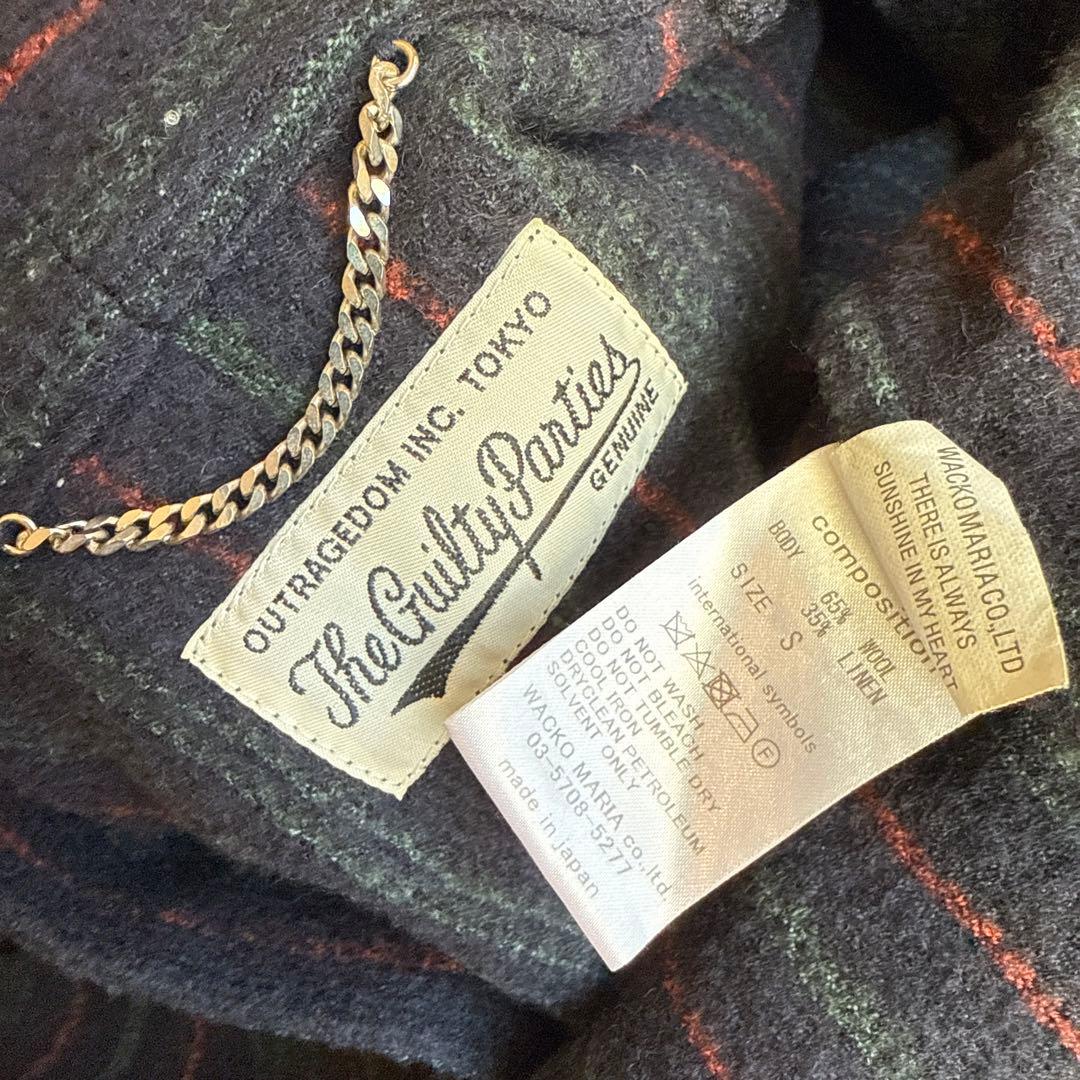 OUTRAGEDOM INC. TOKYO
The Guilty Parties
GENUINE
WACKOMARIACO,.LTD
THERE IS ALWAYS
SUNSHINE IN MY HEART
composition
BODY 65% WOOL
35% LINEN
SIZE S
international symbols
F
DO NOT WASH
DO NOT BLEACH
DO NOT TUMBLE DRY
COOL IRON
DRYCLEAN PETROLEUM
SOLVENT ONLY
WACKO MARIA co,.ltd.
03-5708-5277
made in japan